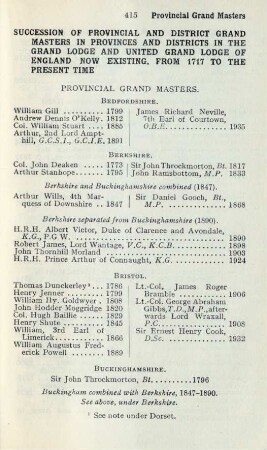 415 Provincial Grand Masters
SUCCESSION OF PROVINCIAL AND DISTRICT GRAND
MASTERS IN PROVINCES AND DISTRICTS IN THE
GRAND LODGE AND UNITED GRAND LODGE OF
ENGLAND NOW EXISTING, FROM 1717 TO THE
PRESENT TIME
PROVINCIAL GRAND MASTERS.
BEDFORDSHIRE.
William Gill .......... 1799
Andrew Dennis O'Kelly. 1812
Col. William Stuart .... 1885
Arthur, 2nd Lord Ampt-
hill, G.C.S.I., G.C.I.E. 1891
James Richard Neville,
7th Earl of Courtown,
O.B.E. ............ 1935
BERKSHIRE.
Col. John Deaken .... 1773
Arthur Stanhope...... 1795
Sir John Throckmorton, Bt. 1817
John Ramsbottom, M.P. 1833
Berkshire and Buckinghamshire combined (1847).
Arthur Wills, 4th Mar-
quess of Downshire .. 1847
Sir Daniel Gooch, Bt.,
M.P. .............. 1868
Berkshire separated from Buckinghamshire (1890).
H.R.H. Albert Victor, Duke of Clarence and Avondale,
K.G., P.G.W. .......... 1890
Robert James, Lord Wantage, V.C., K.C.B. .......... 1898
John Thornhill Morland .......... 1903
H.R.H. Prince Arthur of Connaught, K.G. .......... 1924
BRISTOL.
Thomas Dunckerley¹.. 1786
Henry Jenner ........ 1799
William Hy. Goldwyer . 1808
John Hodder Moggridge 1820
Col. Hugh Baillie ...... 1829
Henry Shute .......... 1845
William, 3rd Earl of
Limerick............ 1866
William Augustus Fred-
erick Powell ........ 1889
Lt.-Col. James Roger
Bramble ............ 1906
Lt.-Col. George Abraham
Gibbs, T.D., M.P., after-
wards Lord Wraxall,
P.C. .............. 1908
Sir Ernest Henry Cook,
D.Sc. .............. 1932
BUCKINGHAMSHIRE.
Sir John Throckmorton, Bt. ..........1796
Buckingham combined with Berkshire, 1847-1890.
See above, under Berkshire.
¹ See note under Dorset.